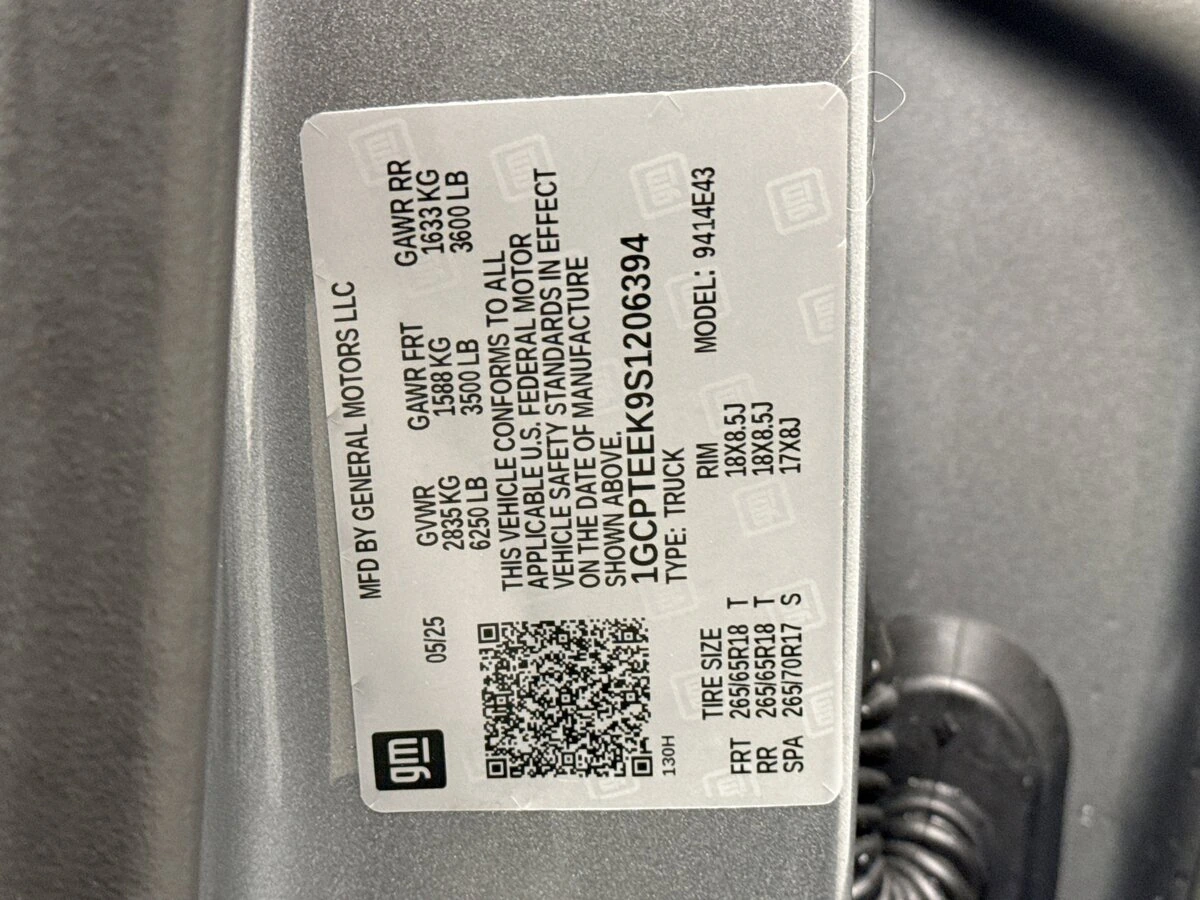 gm
MFD BY GENERAL MOTORS LLC
05/25
GVWR GAWR FRT GAWR RR
2835 KG 1588 KG 1633 KG
6250 LB 3500 LB 3600 LB
THIS VEHICLE CONFORMS TO ALL
APPLICABLE U.S. FEDERAL MOTOR
VEHICLE SAFETY STANDARDS IN EFFECT
ON THE DATE OF MANUFACTURE
SHOWN ABOVE.
1GCPTEEK9S1206394
130H
TYPE: TRUCK
MODEL: 9414E43
TIRE SIZE RIM
FRT 265/65R18 T 18X8.5J
RR 265/65R18 T 18X8.5J
SPA 265/70R17 S 17X8J